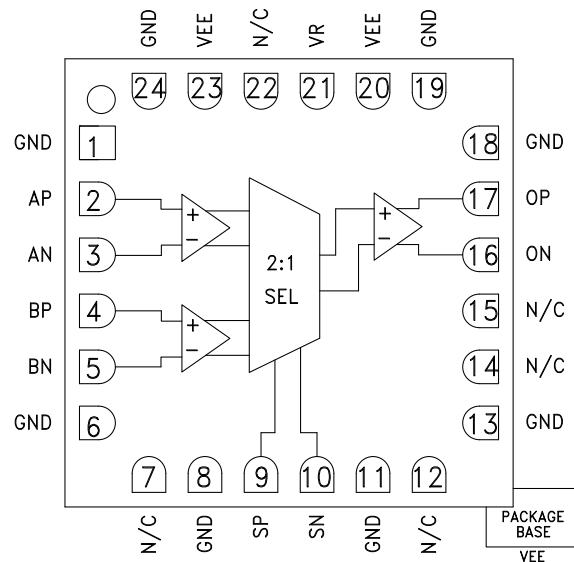 GND VEE N/C VR VEE GND
24 23 22 21 20 19
GND 1 18 GND
AP 2 + + 17 OP
AN 3 − − 16 ON
2:1
SEL
BP 4 + 15 N/C
BN 5 − 14 N/C
GND 6 13 GND
7 8 9 10 11 12
N/C GND SP SN GND N/C
PACKAGE
BASE
VEE